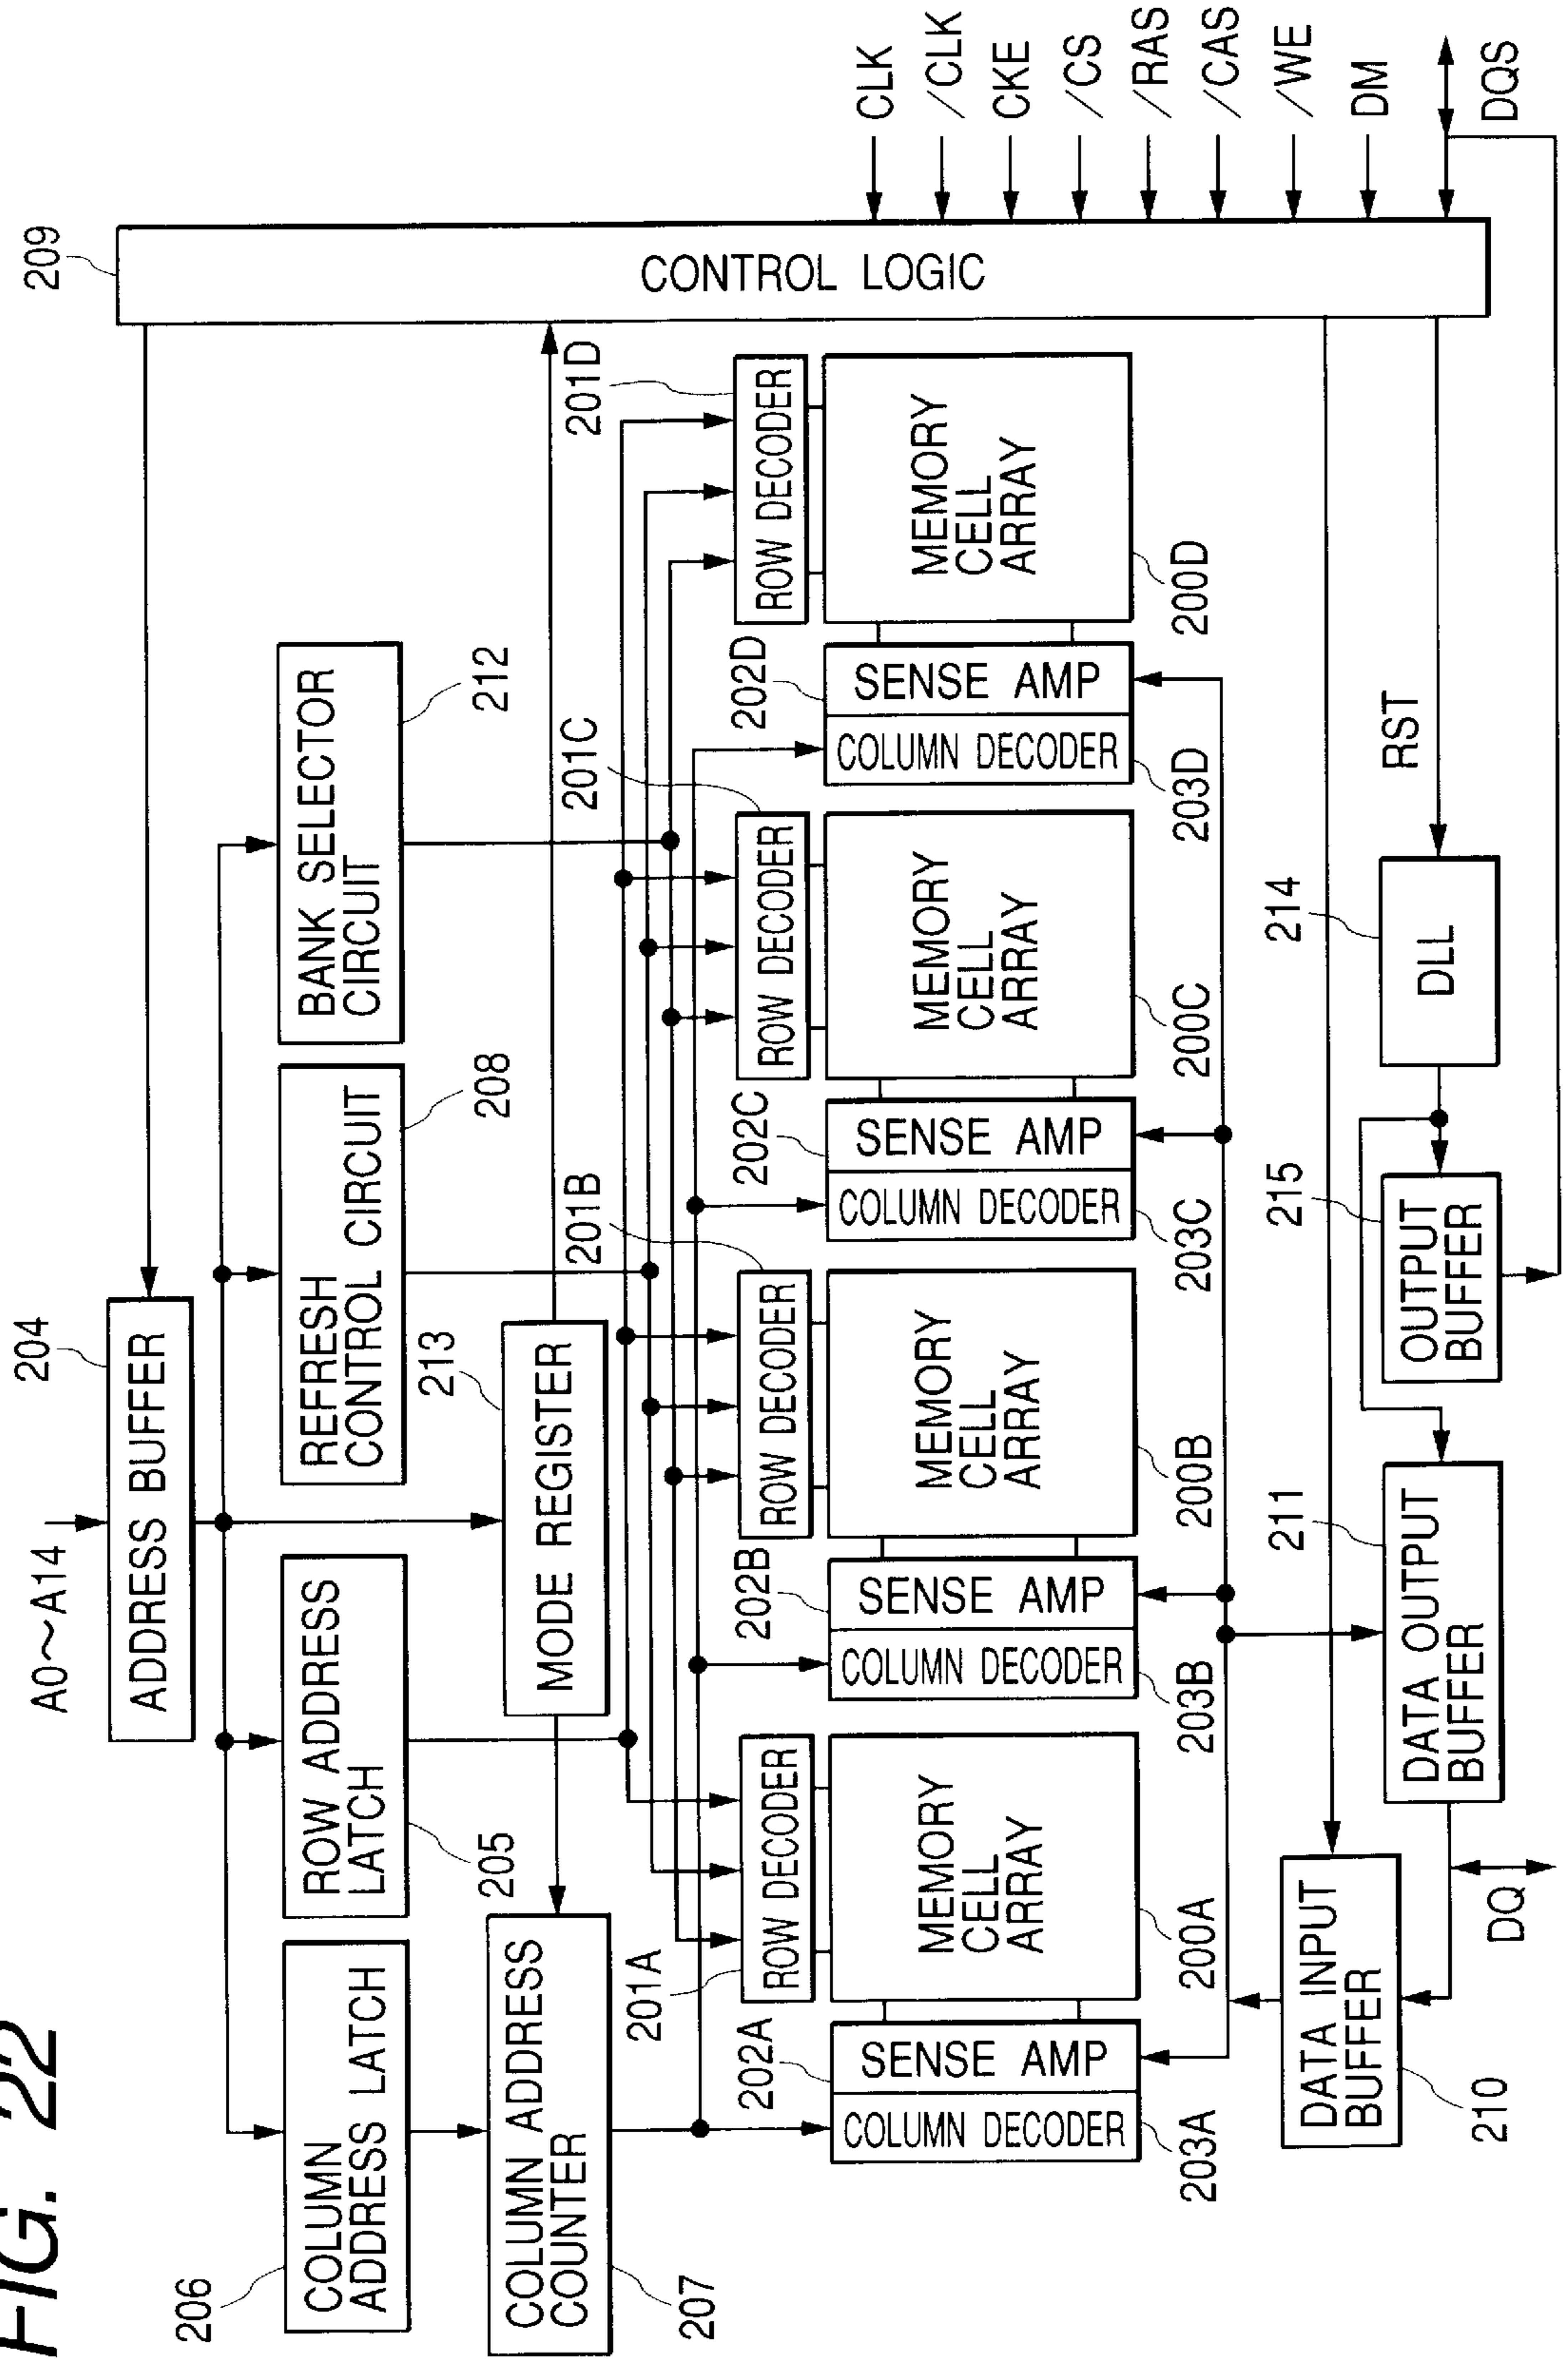 FIG. 22
A0~A14
204
ADDRESS BUFFER
209
CONTROL LOGIC
206
COLUMN
ADDRESS LATCH
ROW ADDRESS
LATCH
205
REFRESH
CONTROL CIRCUIT
208
BANK SELECTOR
CIRCUIT
212
207
COLUMN ADDRESS
COUNTER
213
MODE REGISTER
201A
ROW DECODER
201B
ROW DECODER
201C
ROW DECODER
201D
ROW DECODER
202A
SENSE AMP
COLUMN DECODER
203A
MEMORY
CELL
ARRAY
200A
202B
SENSE AMP
COLUMN DECODER
203B
MEMORY
CELL
ARRAY
200B
202C
SENSE AMP
COLUMN DECODER
203C
MEMORY
CELL
ARRAY
200C
202D
SENSE AMP
COLUMN DECODER
203D
MEMORY
CELL
ARRAY
200D
CLK
/CLK
CKE
/CS
/RAS
/CAS
/WE
DM
DQS
DATA INPUT
BUFFER
210
DQ
211
DATA OUTPUT
BUFFER
215
OUTPUT
BUFFER
214
DLL
RST